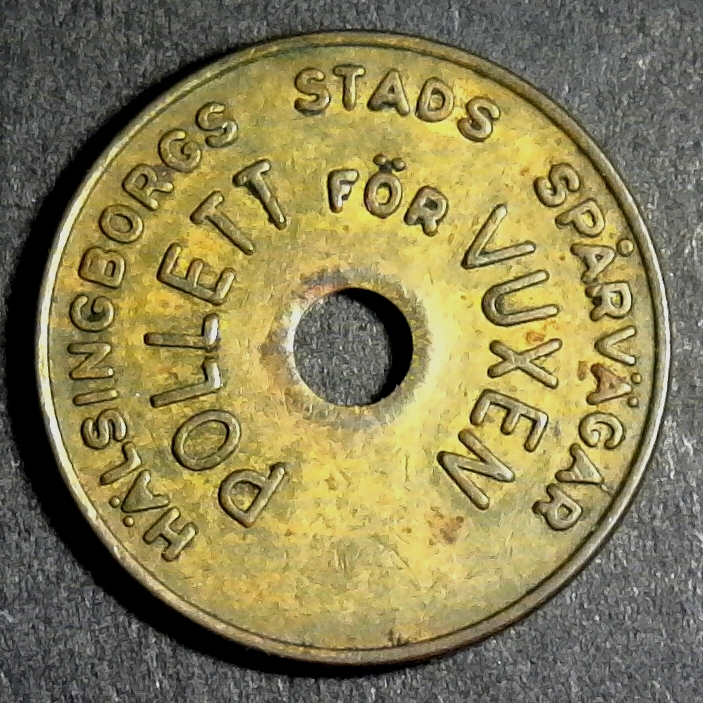 HÄLSINGBORGS STADS SPÅRVÄGAR
POLLETT FÖR VUXEN